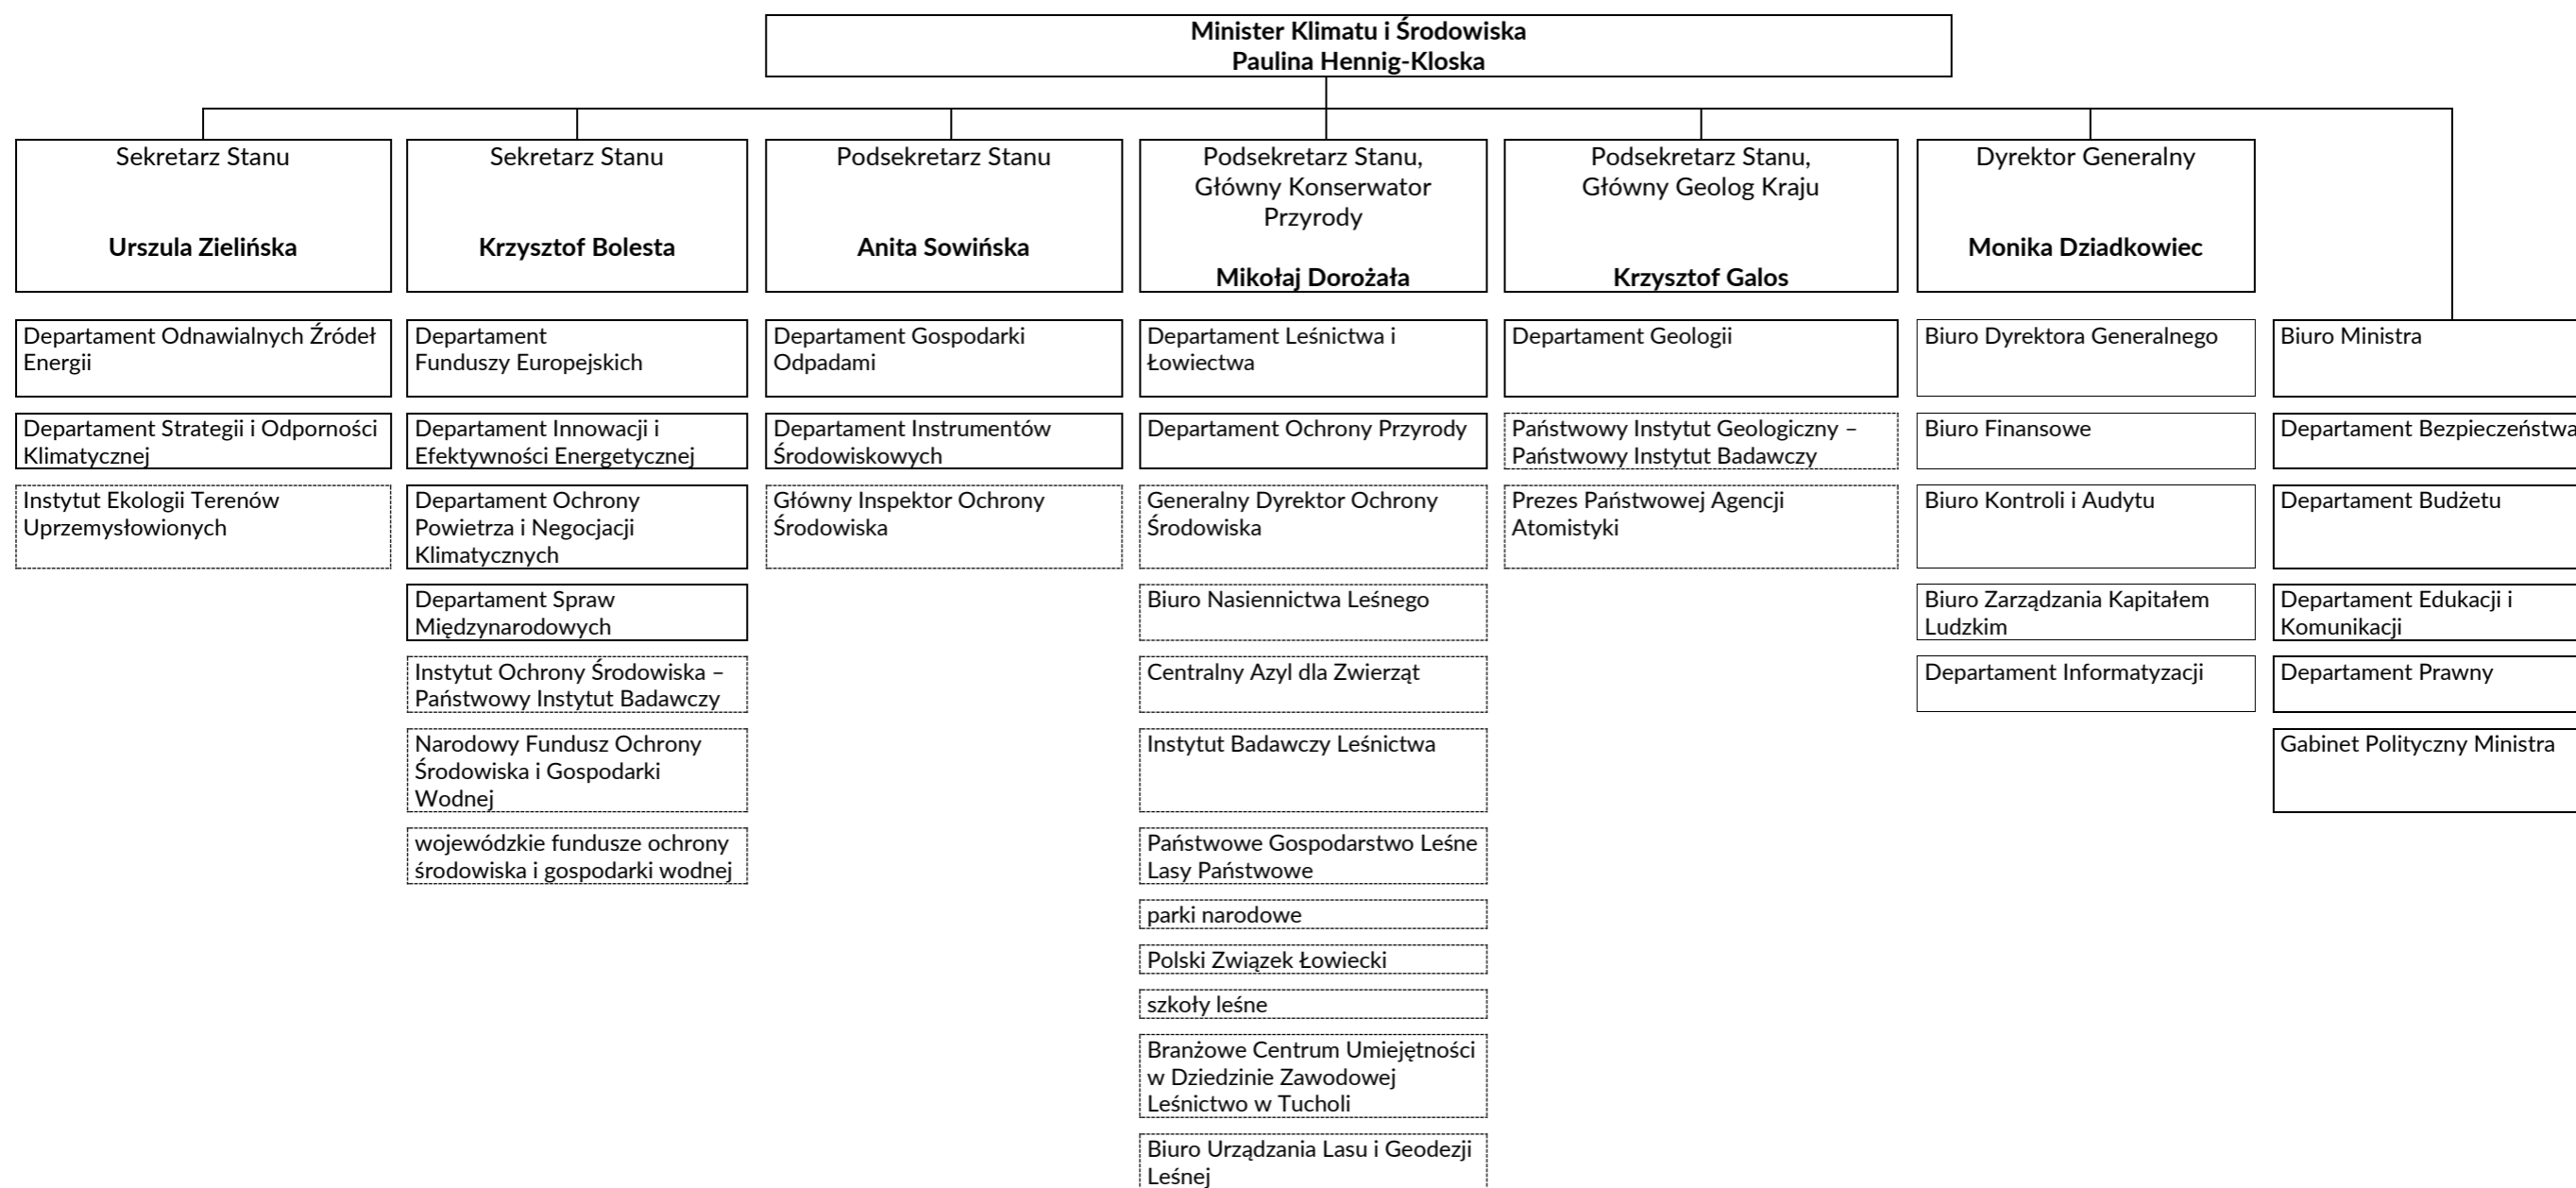 Minister Klimatu i Środowiska
Paulina Hennig-Kloska
Sekretarz Stanu
Urszula Zielińska
Departament Odnawialnych Źródeł
Energii
Departament Strategii i Odporności
Klimatycznej
Instytut Ekologii Terenów
Uprzemysłowionych
Sekretarz Stanu
Krzysztof Bolesta
Departament
Funduszy Europejskich
Departament Innowacji i
Efektywności Energetycznej
Departament Ochrony
Powietrza i Negocjacji
Klimatycznych
Departament Spraw
Międzynarodowych
Instytut Ochrony Środowiska –
Państwowy Instytut Badawczy
Narodowy Fundusz Ochrony
Środowiska i Gospodarki
Wodnej
wojewódzkie fundusze ochrony
środowiska i gospodarki wodnej
Podsekretarz Stanu
Anita Sowińska
Departament Gospodarki
Odpadami
Departament Instrumentów
Środowiskowych
Główny Inspektor Ochrony
Środowiska
Podsekretarz Stanu,
Główny Konserwator
Przyrody
Mikołaj Dorożała
Departament Leśnictwa i
Łowiectwa
Departament Ochrony Przyrody
Generalny Dyrektor Ochrony
Środowiska
Biuro Nasiennictwa Leśnego
Centralny Azyl dla Zwierząt
Instytut Badawczy Leśnictwa
Państwowe Gospodarstwo Leśne
Lasy Państwowe
parki narodowe
Polski Związek Łowiecki
szkoły leśne
Branżowe Centrum Umiejętności
w Dziedzinie Zawodowej
Leśnictwo w Tucholi
Biuro Urządzania Lasu i Geodezji
Leśnej
Podsekretarz Stanu,
Główny Geolog Kraju
Krzysztof Galos
Departament Geologii
Państwowy Instytut Geologiczny –
Państwowy Instytut Badawczy
Prezes Państwowej Agencji
Atomistyki
Dyrektor Generalny
Monika Dziadkowiec
Biuro Dyrektora Generalnego
Biuro Finansowe
Biuro Kontroli i Audytu
Biuro Zarządzania Kapitałem
Ludzkim
Departament Informatyzacji
Biuro Ministra
Departament Bezpieczeństwa
Departament Budżetu
Departament Edukacji i
Komunikacji
Departament Prawny
Gabinet Polityczny Ministra